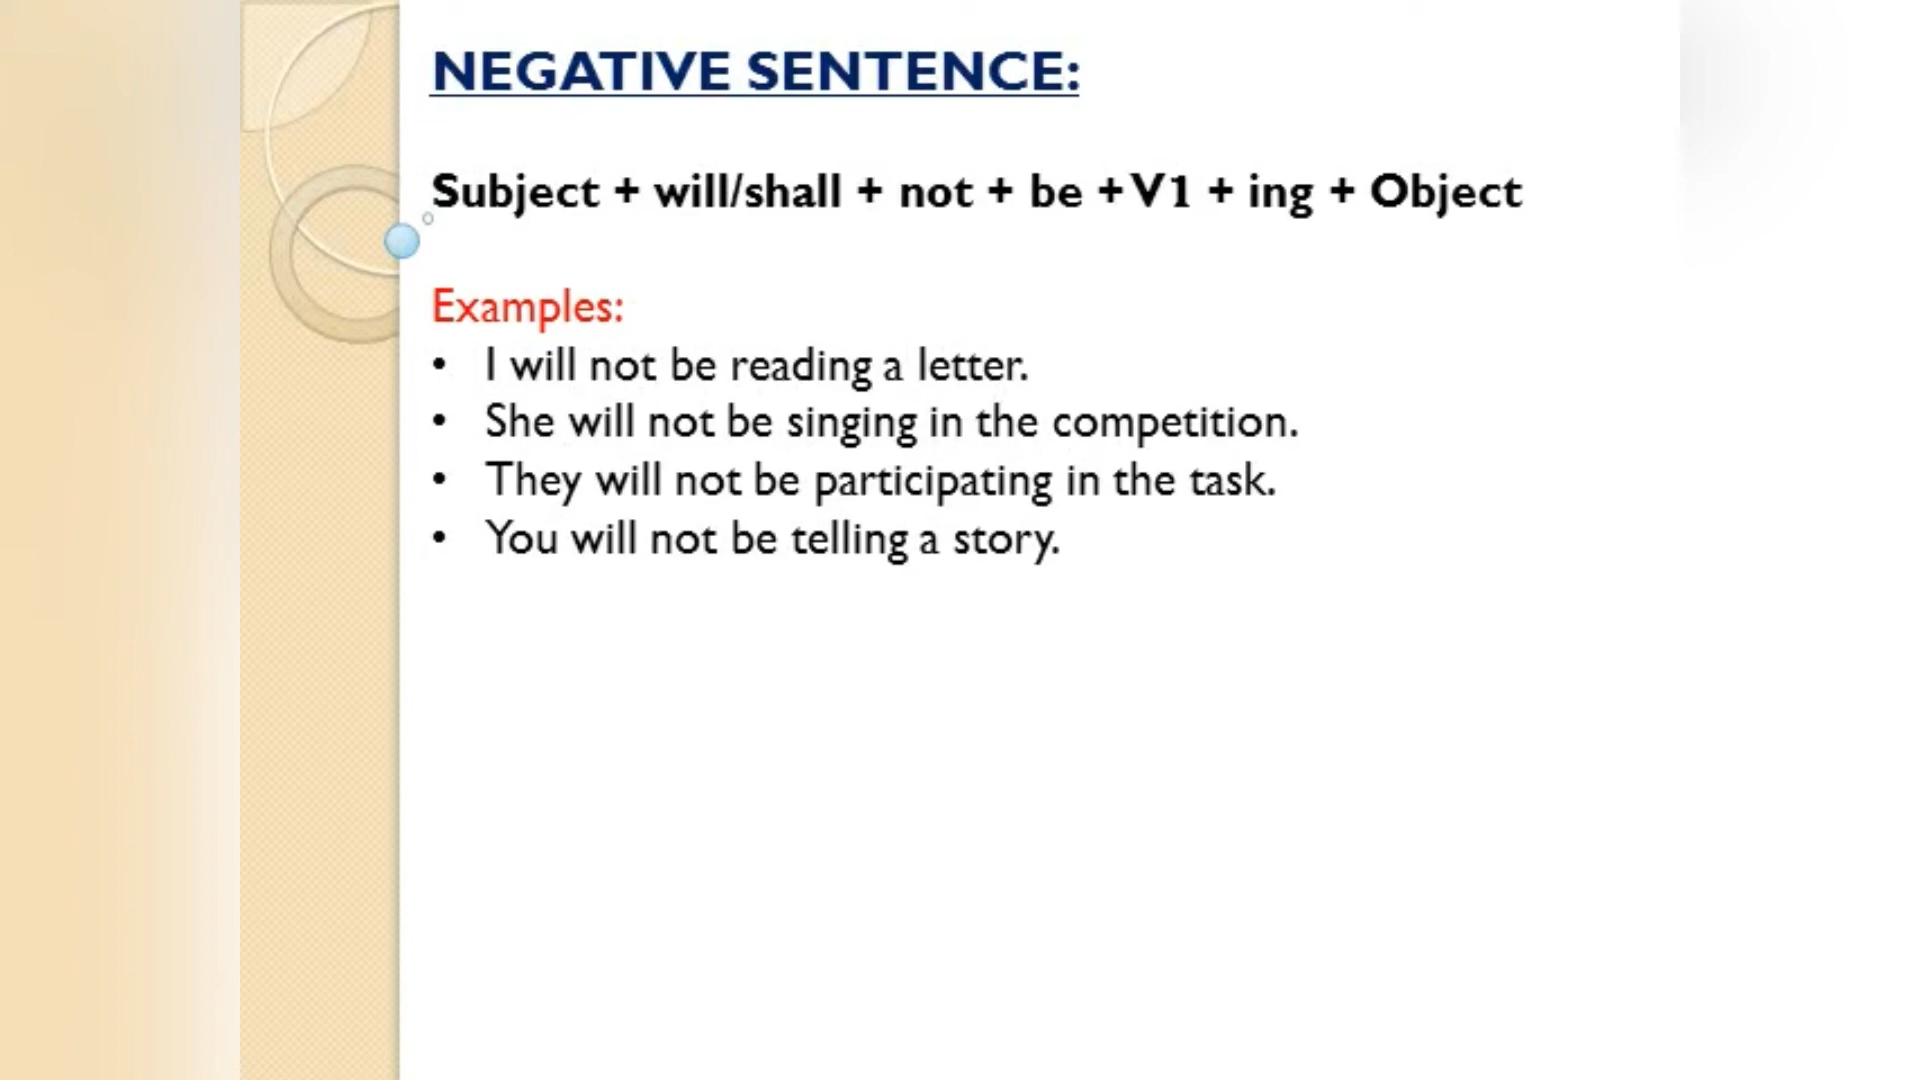 NEGATIVE SENTENCE:
Subject + will/shall + not + be + V1 + ing + Object
Examples:
• I will not be reading a letter.
• She will not be singing in the competition.
• They will not be participating in the task.
• You will not be telling a story.